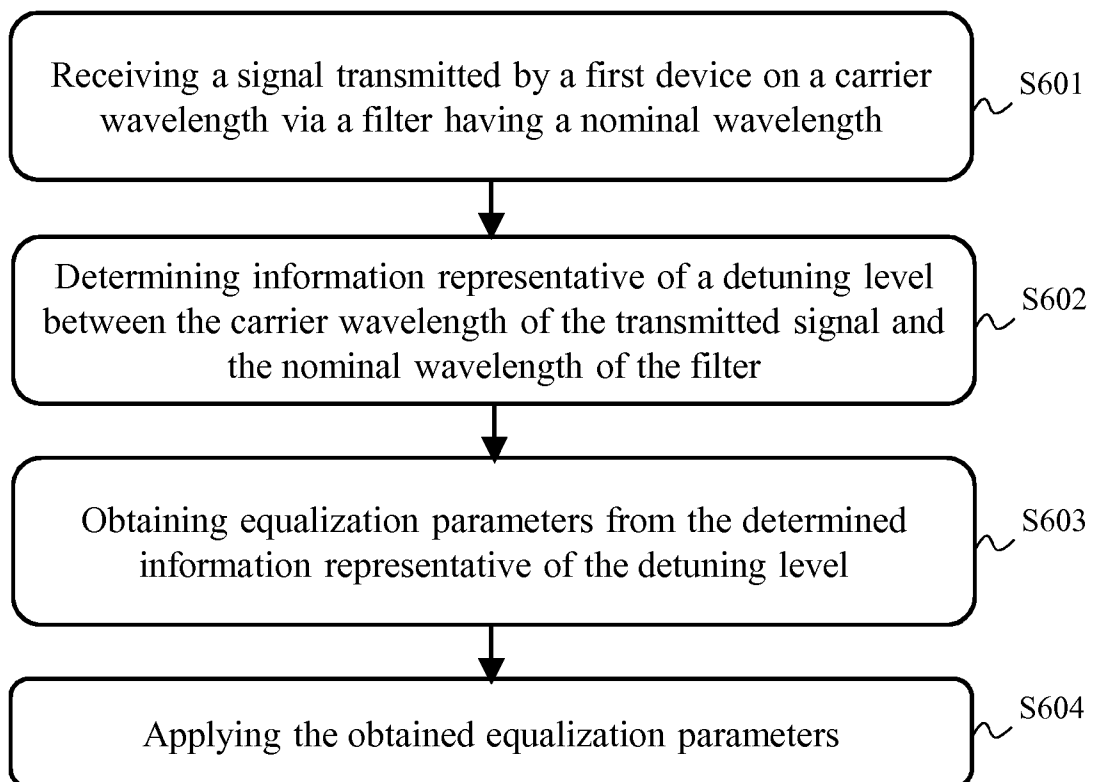 Receiving a signal transmitted by a first device on a carrier
wavelength via a filter having a nominal wavelength
S601
Determining information representative of a detuning level
between the carrier wavelength of the transmitted signal and
the nominal wavelength of the filter
S602
Obtaining equalization parameters from the determined
information representative of the detuning level
S603
Applying the obtained equalization parameters
S604